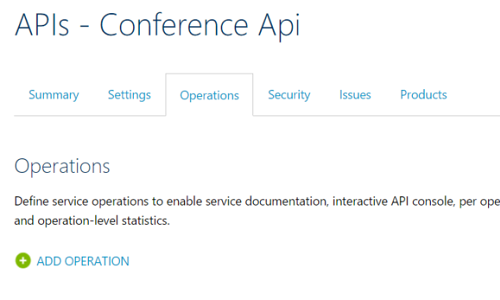 APIs - Conference Api
Summary Settings Operations Security Issues Products
Operations
Define service operations to enable service documentation, interactive API console, per ope
and operation-level statistics.
ADD OPERATION